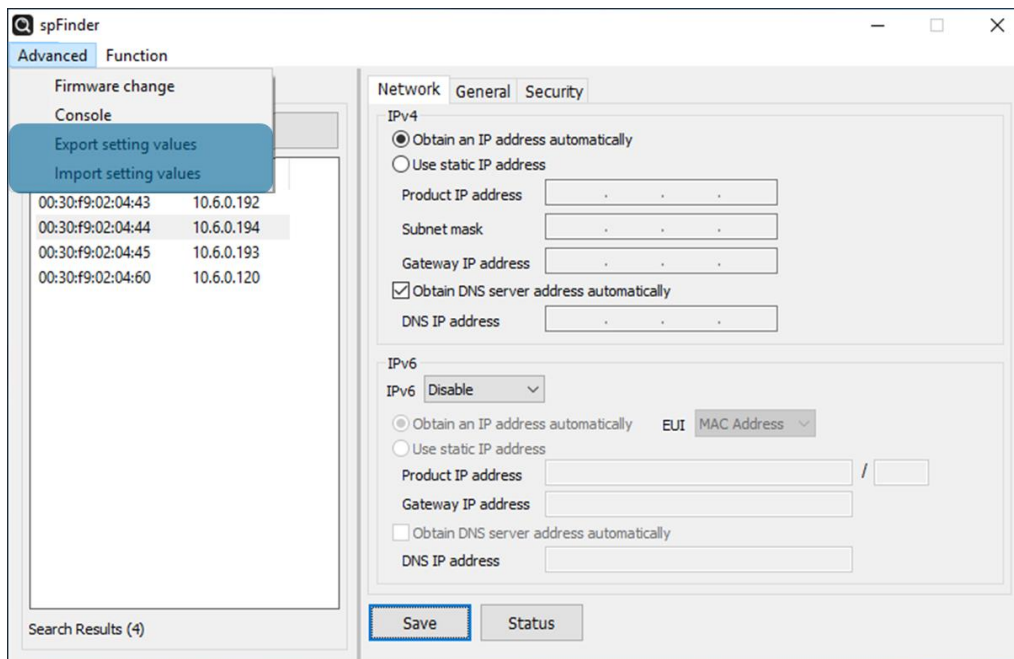 spFinder
Advanced Function
Firmware change
Console
Export setting values
Import setting values
00:30:f9:02:04:43 10.6.0.192
00:30:f9:02:04:44 10.6.0.194
00:30:f9:02:04:45 10.6.0.193
00:30:f9:02:04:60 10.6.0.120
Search Results (4)
Network General Security
IPv4
Obtain an IP address automatically
Use static IP address
Product IP address . . .
Subnet mask . . .
Gateway IP address . . .
Obtain DNS server address automatically
DNS IP address . . .
IPv6
IPv6 Disable
Obtain an IP address automatically EUI MAC Address
Use static IP address
Product IP address /
Gateway IP address
Obtain DNS server address automatically
DNS IP address
Save Status